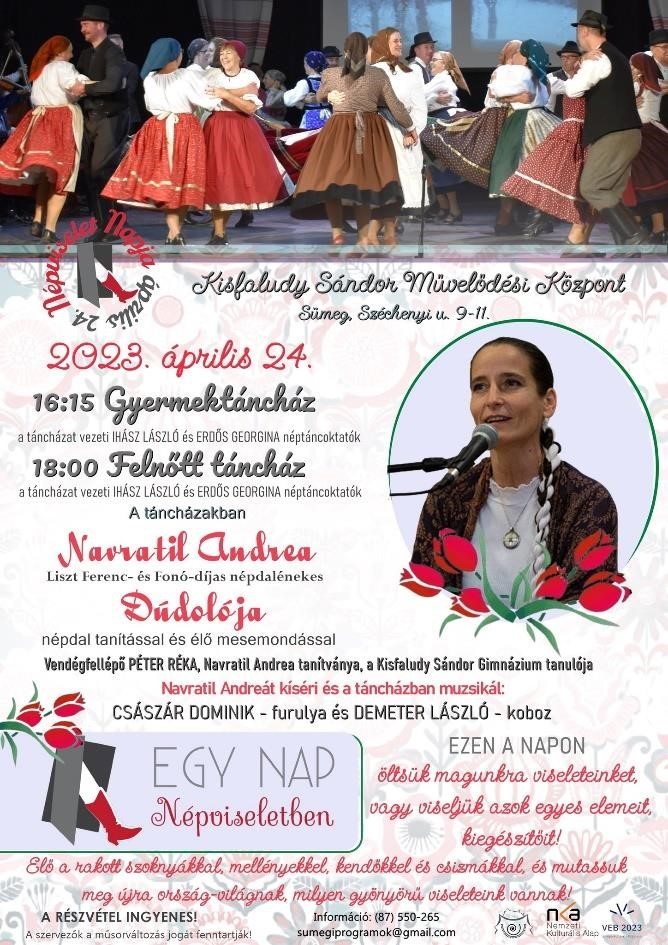 Népviselet Napja április 24.
Kisfaludy Sándor Művelődési Központ
Sümeg, Széchenyi u. 9-11.
2023. április 24.
16:15 Gyermektáncház
a táncházat vezeti IHÁSZ LÁSZLÓ és ERDŐS GEORGINA néptáncoktatók
18:00 Felnőtt táncház
a táncházat vezeti IHÁSZ LÁSZLÓ és ERDŐS GEORGINA néptáncoktatók
A táncházakban
Navratil Andrea
Liszt Ferenc- és Fonó-díjas népdalénekes
Dúdolója
népdal tanítással és élő mesemondással
Vendégfellépő PÉTER RÉKA, Navratil Andrea tanítványa, a Kisfaludy Sándor Gimnázium tanulója
Navratil Andreát kíséri és a táncházban muzsikál:
CSÁSZÁR DOMINIK - furulya és DEMETER LÁSZLÓ - koboz
EGY NAP
Népviseletben
EZEN A NAPON
öltsük magunkra viseleteinket,
vagy viseljük azok egyes elemeit,
kiegészítőit!
Elő a rakott szoknyákkal, mellényekkel, kendőkkel és csizmákkal, és mutassuk
meg újra ország-világnak, milyen gyönyörű viseleteink vannak!
A RÉSZVÉTEL INGYENES!
A szervezők a műsorváltozás jogát fenntartják!
Információ: (87) 550-265
sumegiprogramok@gmail.com
nka
Nemzeti
Kulturális Alap
VEB 2023